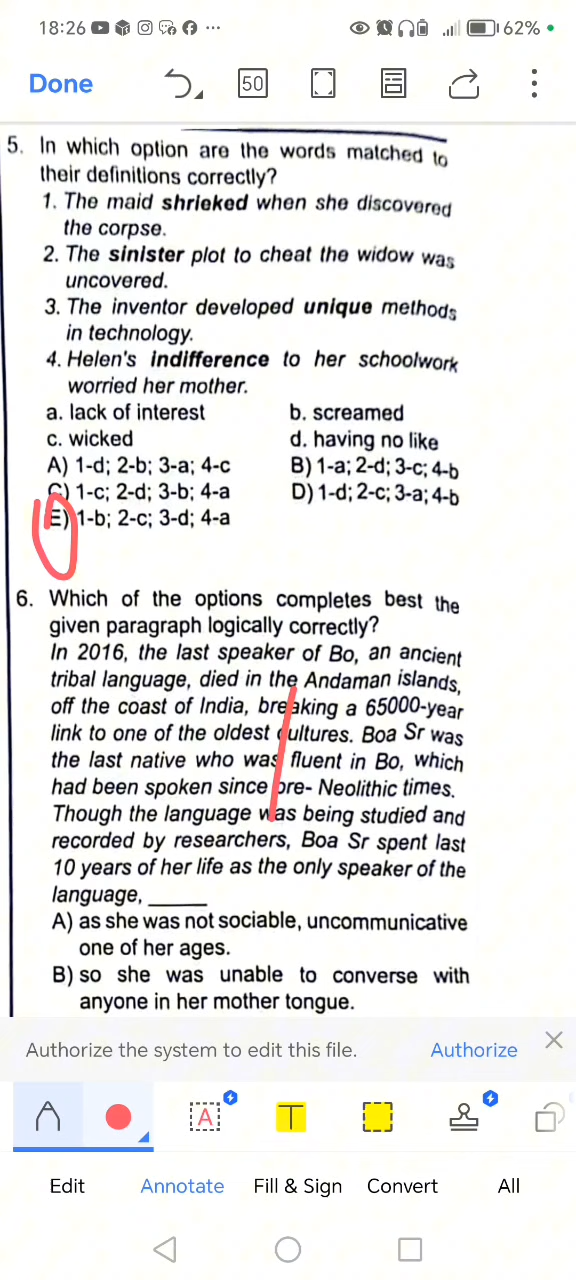 18:26 ... 62%
Done 50
5. In which option are the words matched to
their definitions correctly?
1. The maid shrieked when she discovered
the corpse.
2. The sinister plot to cheat the widow was
uncovered.
3. The inventor developed unique methods
in technology.
4. Helen's indifference to her schoolwork
worried her mother.
a. lack of interest b. screamed
c. wicked d. having no like
A) 1-d; 2-b; 3-a; 4-c B) 1-a; 2-d; 3-c; 4-b
C) 1-c; 2-d; 3-b; 4-a D) 1-d; 2-c; 3-a; 4-b
E) 1-b; 2-c; 3-d; 4-a
6. Which of the options completes best the
given paragraph logically correctly?
In 2016, the last speaker of Bo, an ancient
tribal language, died in the Andaman islands,
off the coast of India, breaking a 65000-year
link to one of the oldest cultures. Boa Sr was
the last native who was fluent in Bo, which
had been spoken since pre- Neolithic times.
Though the language was being studied and
recorded by researchers, Boa Sr spent last
10 years of her life as the only speaker of the
language, ______
A) as she was not sociable, uncommunicative
one of her ages.
B) so she was unable to converse with
anyone in her mother tongue.
Authorize the system to edit this file. Authorize
A T
Edit Annotate Fill & Sign Convert All